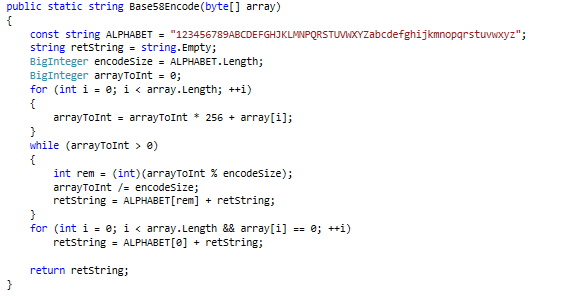 public static string Base58Encode(byte[] array)
{
    const string ALPHABET = "123456789ABCDEFGHJKLMNPQRSTUVWXYZabcdefghijkmnopqrstuvwxyz";
    string retString = string.Empty;
    BigInteger encodeSize = ALPHABET.Length;
    BigInteger arrayToInt = 0;
    for (int i = 0; i < array.Length; ++i)
    {
        arrayToInt = arrayToInt * 256 + array[i];
    }
    while (arrayToInt > 0)
    {
        int rem = (int)(arrayToInt % encodeSize);
        arrayToInt /= encodeSize;
        retString = ALPHABET[rem] + retString;
    }
    for (int i = 0; i < array.Length && array[i] == 0; ++i)
        retString = ALPHABET[0] + retString;

    return retString;
}